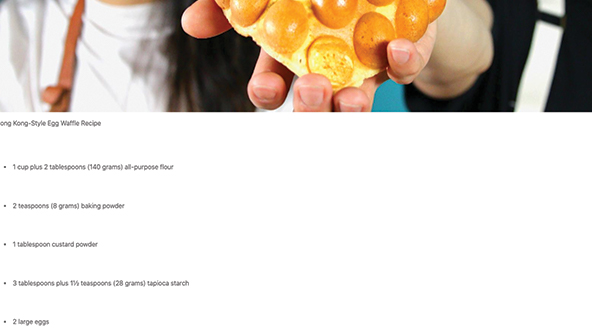 ong Kong-Style Egg Waffle Recipe
• 1 cup plus 2 tablespoons (140 grams) all-purpose flour
• 2 teaspoons (8 grams) baking powder
• 1 tablespoon custard powder
• 3 tablespoons plus 1½ teaspoons (28 grams) tapioca starch
• 2 large eggs